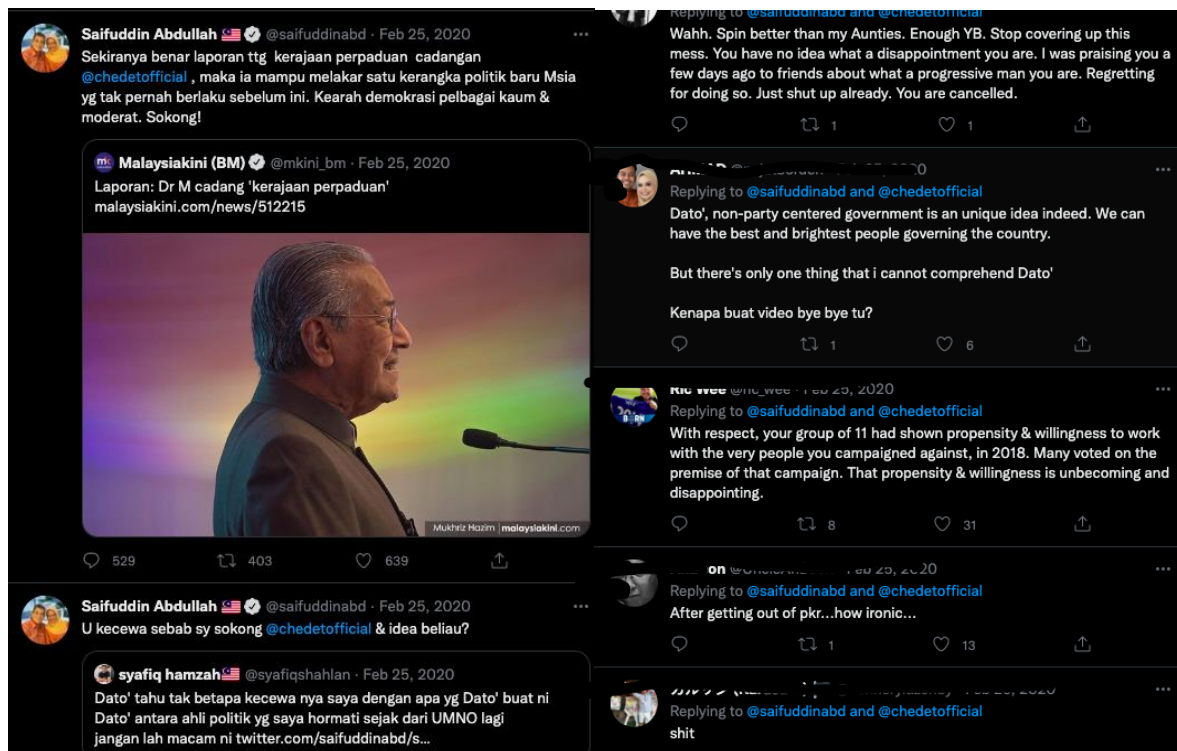 Saifuddin Abdullah @saifuddinabd · Feb 25, 2020
Sekiranya benar laporan ttg kerajaan perpaduan cadangan
@chedetofficial , maka ia mampu melakar satu kerangka politik baru Msia
yg tak pernah berlaku sebelum ini. Kearah demokrasi pelbagai kaum &
moderat. Sokong!
mk Malaysiakini (BM) @mkini_bm · Feb 25, 2020
Laporan: Dr M cadang 'kerajaan perpaduan'
malaysiakini.com/news/512215
Mukhriz Hazim | malaysiakini.com
529 403 639
Saifuddin Abdullah @saifuddinabd · Feb 25, 2020
U kecewa sebab sy sokong @chedetofficial & idea beliau?
syafiq hamzah @syafiqshahlan · Feb 25, 2020
Dato' tahu tak betapa kecewa nya saya dengan apa yg Dato' buat ni
Dato' antara ahli politik yg saya hormati sejak dari UMNO lagi
jangan lah macam ni twitter.com/saifuddinabd/s...
Replying to @saifuddinabd and @chedetofficial
Wahh. Spin better than my Aunties. Enough YB. Stop covering up this
mess. You have no idea what a disappointment you are. I was praising you a
few days ago to friends about what a progressive man you are. Regretting
for doing so. Just shut up already. You are cancelled.
1 1
Replying to @saifuddinabd and @chedetofficial
Dato', non-party centered government is an unique idea indeed. We can
have the best and brightest people governing the country.
But there's only one thing that i cannot comprehend Dato'
Kenapa buat video bye bye tu?
1 6
Ric Wee @ric_wee · Feb 25, 2020
Replying to @saifuddinabd and @chedetofficial
With respect, your group of 11 had shown propensity & willingness to work
with the very people you campaigned against, in 2018. Many voted on the
premise of that campaign. That propensity & willingness is unbecoming and
disappointing.
8 31
Replying to @saifuddinabd and @chedetofficial
After getting out of pkr...how ironic...
1 13
Replying to @saifuddinabd and @chedetofficial
shit